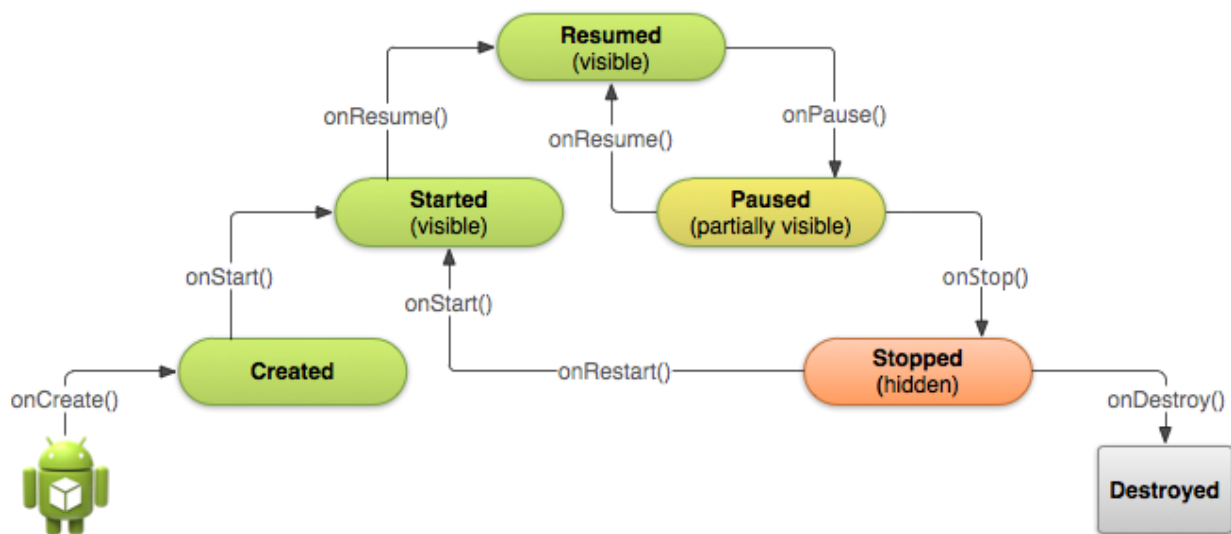 Resumed
(visible)
onResume()
onResume()
onPause()
Started
(visible)
Paused
(partially visible)
onStart()
onStart()
onStop()
Created
onRestart()
Stopped
(hidden)
onCreate()
onDestroy()
Destroyed